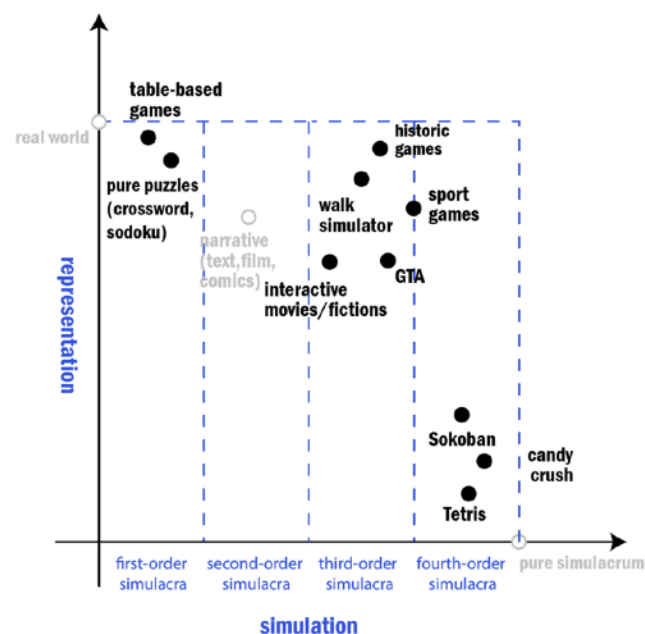 table-based
games
real world
historic
games
pure puzzles
(crossword,
sodoku)
walk
simulator
sport
games
narrative
(text,film,
comics)
interactive
movies/fictions
GTA
representation
Sokoban
candy
crush
Tetris
pure simulacrum
first-order
simulacra
second-order
simulacra
third-order
simulacra
fourth-order
simulacra
simulation